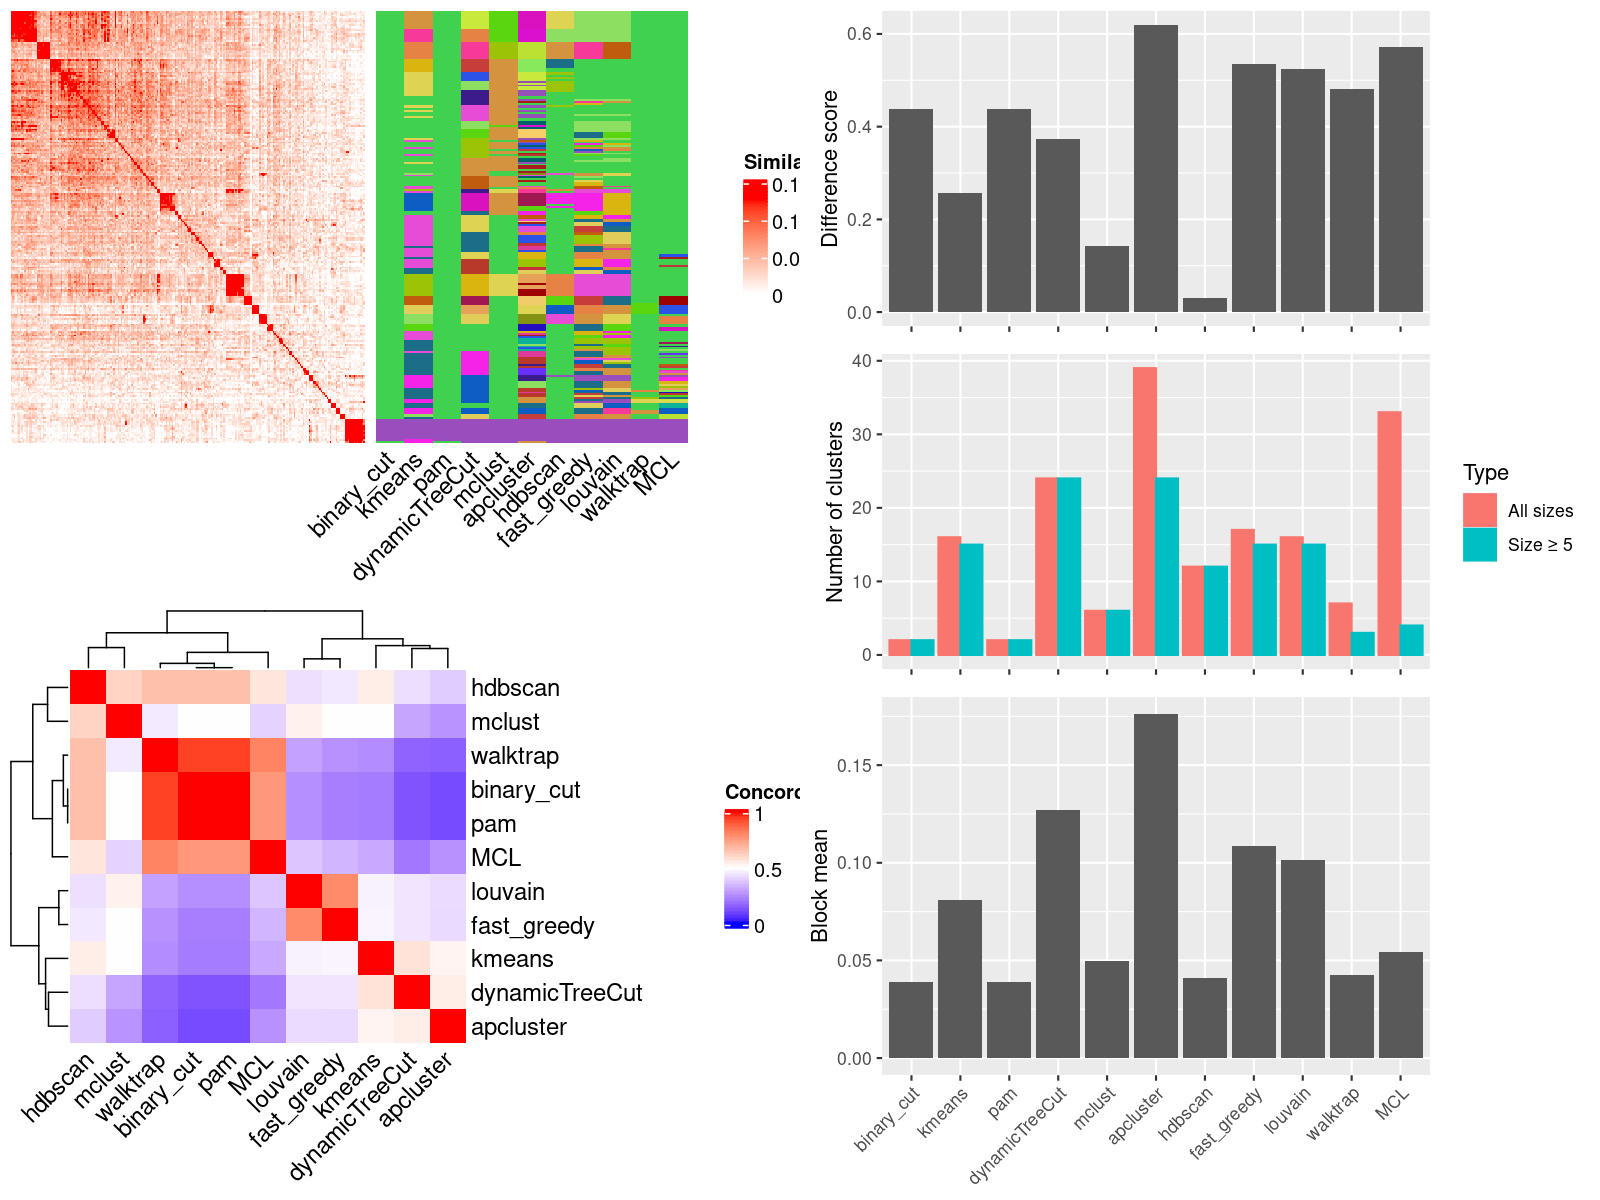 Simila
0.1
0.1
0.0
0
binary_cut
kmeans
pam
dynamicTreeCut
mclust
apcluster
hdbscan
fast_greedy
louvain
walktrap
MCL
hdbscan
mclust
walktrap
binary_cut
pam
MCL
louvain
fast_greedy
kmeans
dynamicTreeCut
apcluster
hdbscan
mclust
walktrap
binary_cut
pam
MCL
louvain
fast_greedy
kmeans
dynamicTreeCut
apcluster
Concord
1
0.5
0
Difference score
0.6
0.4
0.2
0.0
Number of clusters
40
30
20
10
0
Type
All sizes
Size ≥ 5
Block mean
0.15
0.10
0.05
0.00
binary_cut
kmeans
pam
dynamicTreeCut
mclust
apcluster
hdbscan
fast_greedy
louvain
walktrap
MCL